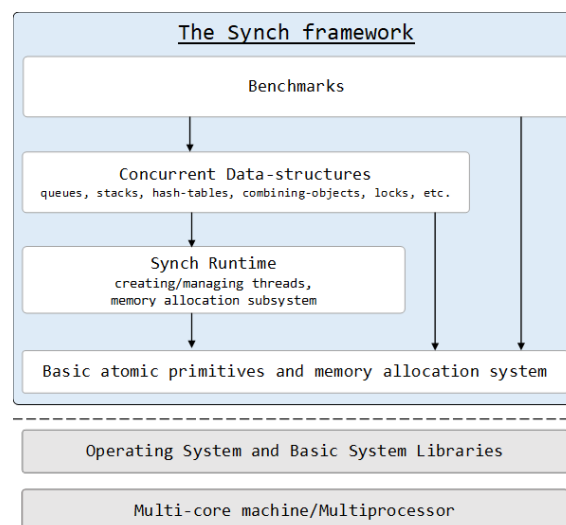 The Synch framework
Benchmarks
Concurrent Data-structures
queues, stacks, hash-tables, combining-objects, locks, etc.
Synch Runtime
creating/managing threads,
memory allocation subsystem
Basic atomic primitives and memory allocation system
Operating System and Basic System Libraries
Multi-core machine/Multiprocessor